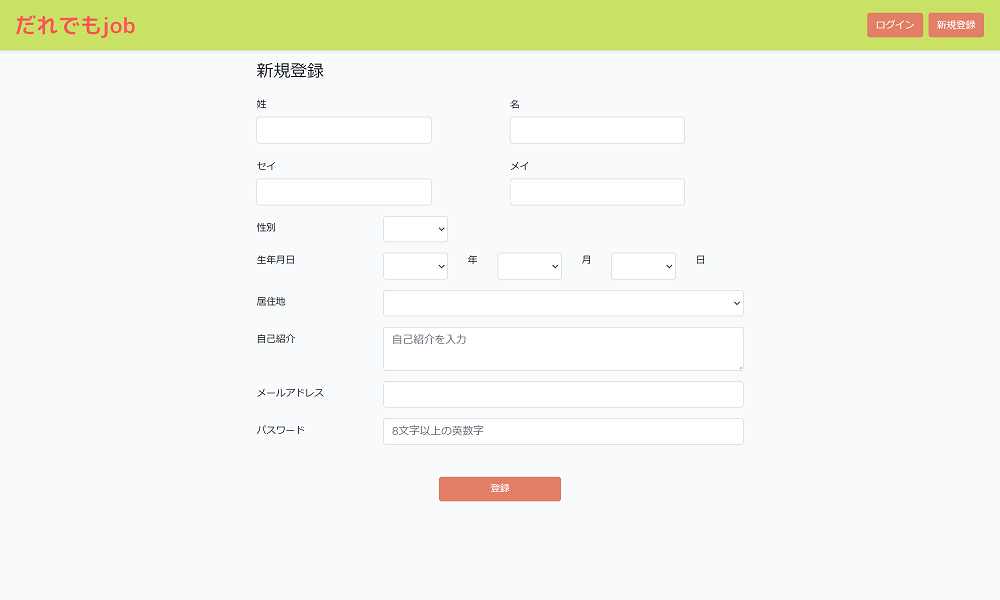 だれでもjob
ログイン 新規登録
新規登録
姓 名
セイ メイ
性別
生年月日 年 月 日
居住地
自己紹介 自己紹介を入力
メールアドレス
パスワード 8文字以上の英数字
登録